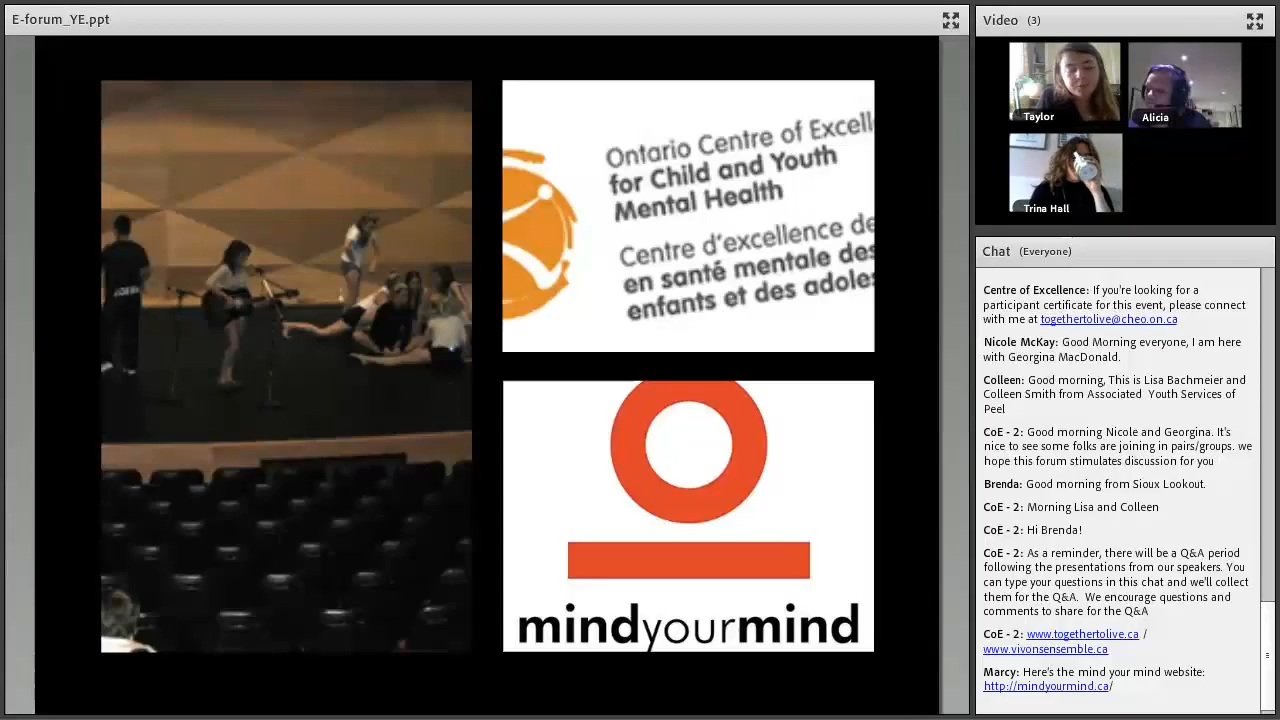 E-forum_YE.ppt
Ontario Centre of Excell
for Child and Youth
Mental Health
Centre d'excellence de
en santé mentale des
enfants et des adole
mindyourmind
Video (3)
Taylor
Alicia
Trina Hall
Chat (Everyone)
Centre of Excellence: If you're looking for a
participant certificate for this event, please connect
with me at togethertolive@cheo.on.ca
Nicole McKay: Good Morning everyone, I am here
with Georgina MacDonald.
Colleen: Good morning, This is Lisa Bachmeier and
Colleen Smith from Associated Youth Services of
Peel
CoE - 2: Good morning Nicole and Georgina. It's
nice to see some folks are joining in pairs/groups. we
hope this forum stimulates discussion for you
Brenda: Good morning from Sioux Lookout.
CoE - 2: Morning Lisa and Colleen
CoE - 2: Hi Brenda!
CoE - 2: As a reminder, there will be a Q&A period
following the presentations from our speakers. You
can type your questions in this chat and we'll collect
them for the Q&A. We encourage questions and
comments to share for the Q&A
CoE - 2: www.togethertolive.ca /
www.vivonsensemble.ca
Marcy: Here's the mind your mind website:
http://mindyourmind.ca/